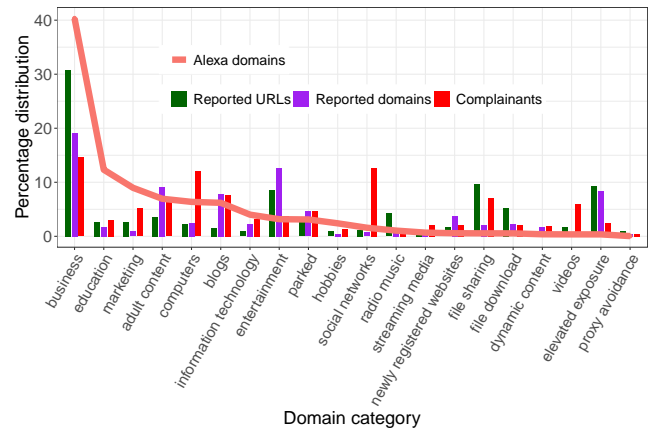 Percentage distribution
40
30
20
10
0
Alexa domains
Reported URLs Reported domains Complainants
business
education
marketing
adult content
computers
blogs
information technology
entertainment
parked
hobbies
social networks
radio music
streaming media
newly registered websites
file sharing
file download
dynamic content
videos
elevated exposure
proxy avoidance
Domain category